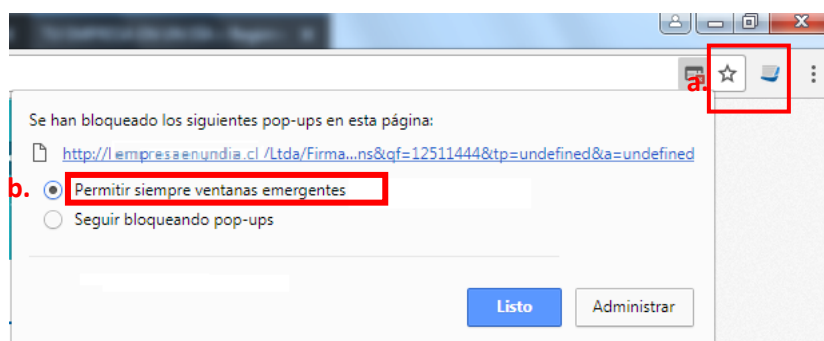 a.
Se han bloqueado los siguientes pop-ups en esta página:
http://lempresaenundia.cl /Ltda/Firma...ns&qf=12511444&tp=undefined&a=undefined
b. Permitir siempre ventanas emergentes
Seguir bloqueando pop-ups
Listo Administrar